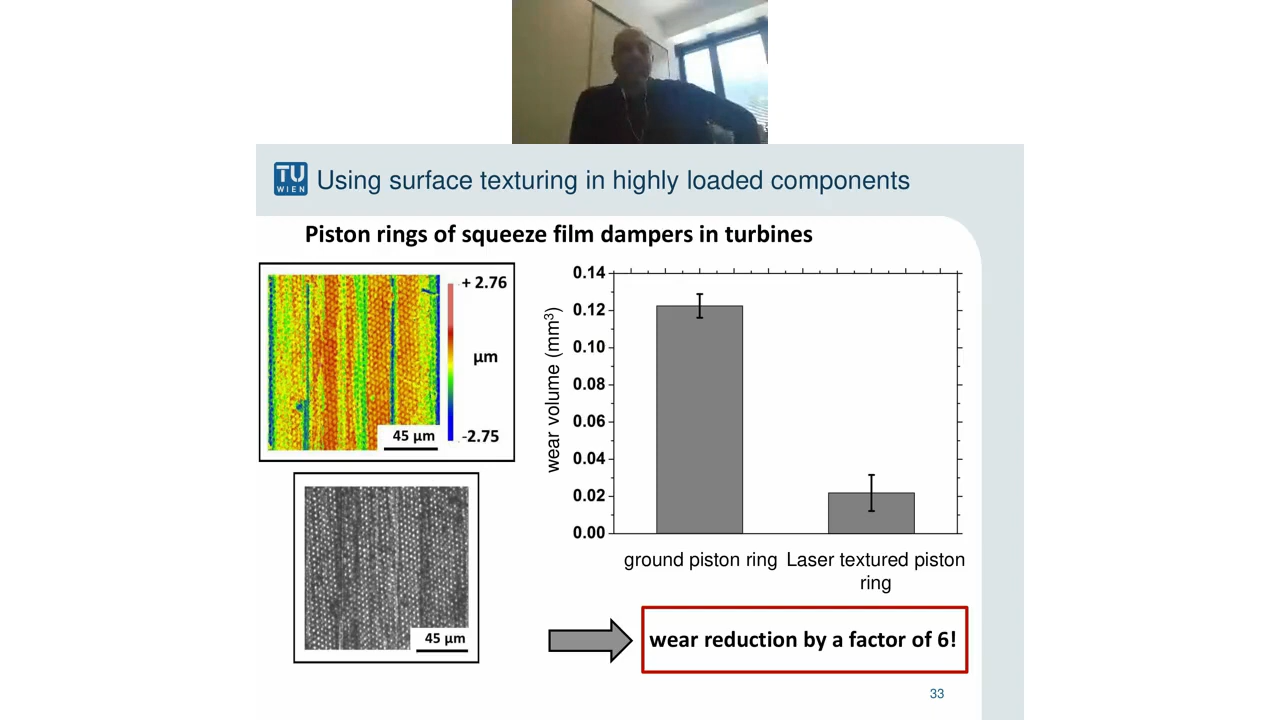 TU
WIEN
Using surface texturing in highly loaded components
Piston rings of squeeze film dampers in turbines
+ 2.76
µm
-2.75
45 µm
45 µm
wear volume (mm³)
0.14
0.12
0.10
0.08
0.06
0.04
0.02
0.00
ground piston ring
Laser textured piston
ring
wear reduction by a factor of 6!
33